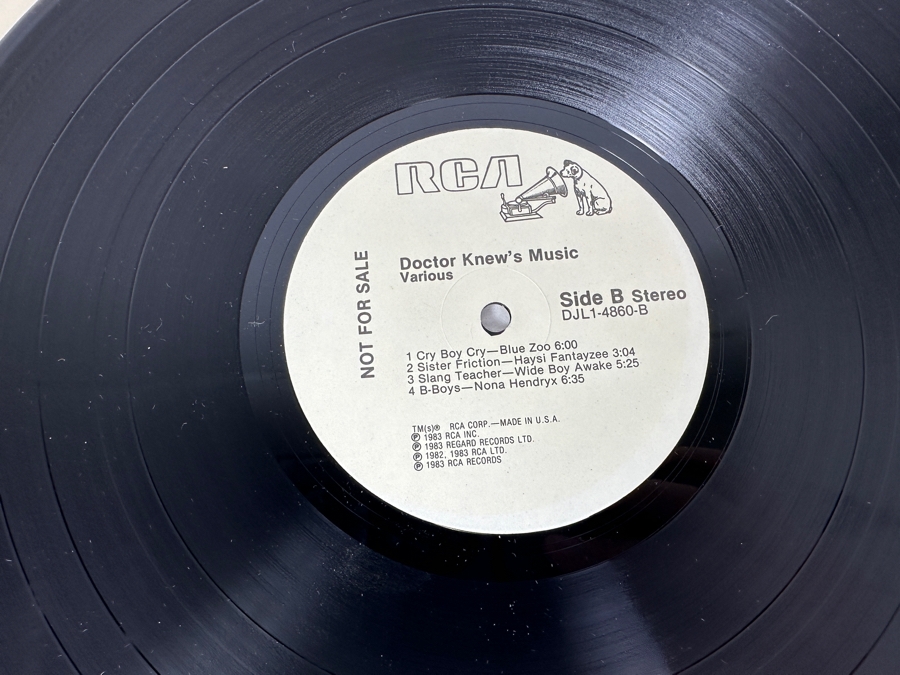 RCA
NOT FOR SALE
Doctor Knew's Music
Various
Side B Stereo
DJL1-4860-B
1 Cry Boy Cry—Blue Zoo 6:00
2 Sister Friction—Haysi Fantayzee 3:04
3 Slang Teacher—Wide Boy Awake 5:25
4 B-Boys—Nona Hendryx 6:35
TM(s)® RCA CORP.—MADE IN U.S.A.
℗ 1983 RCA INC.
℗ 1983 REGARD RECORDS LTD.
℗ 1982, 1983 RCA LTD.
℗ 1983 RCA RECORDS